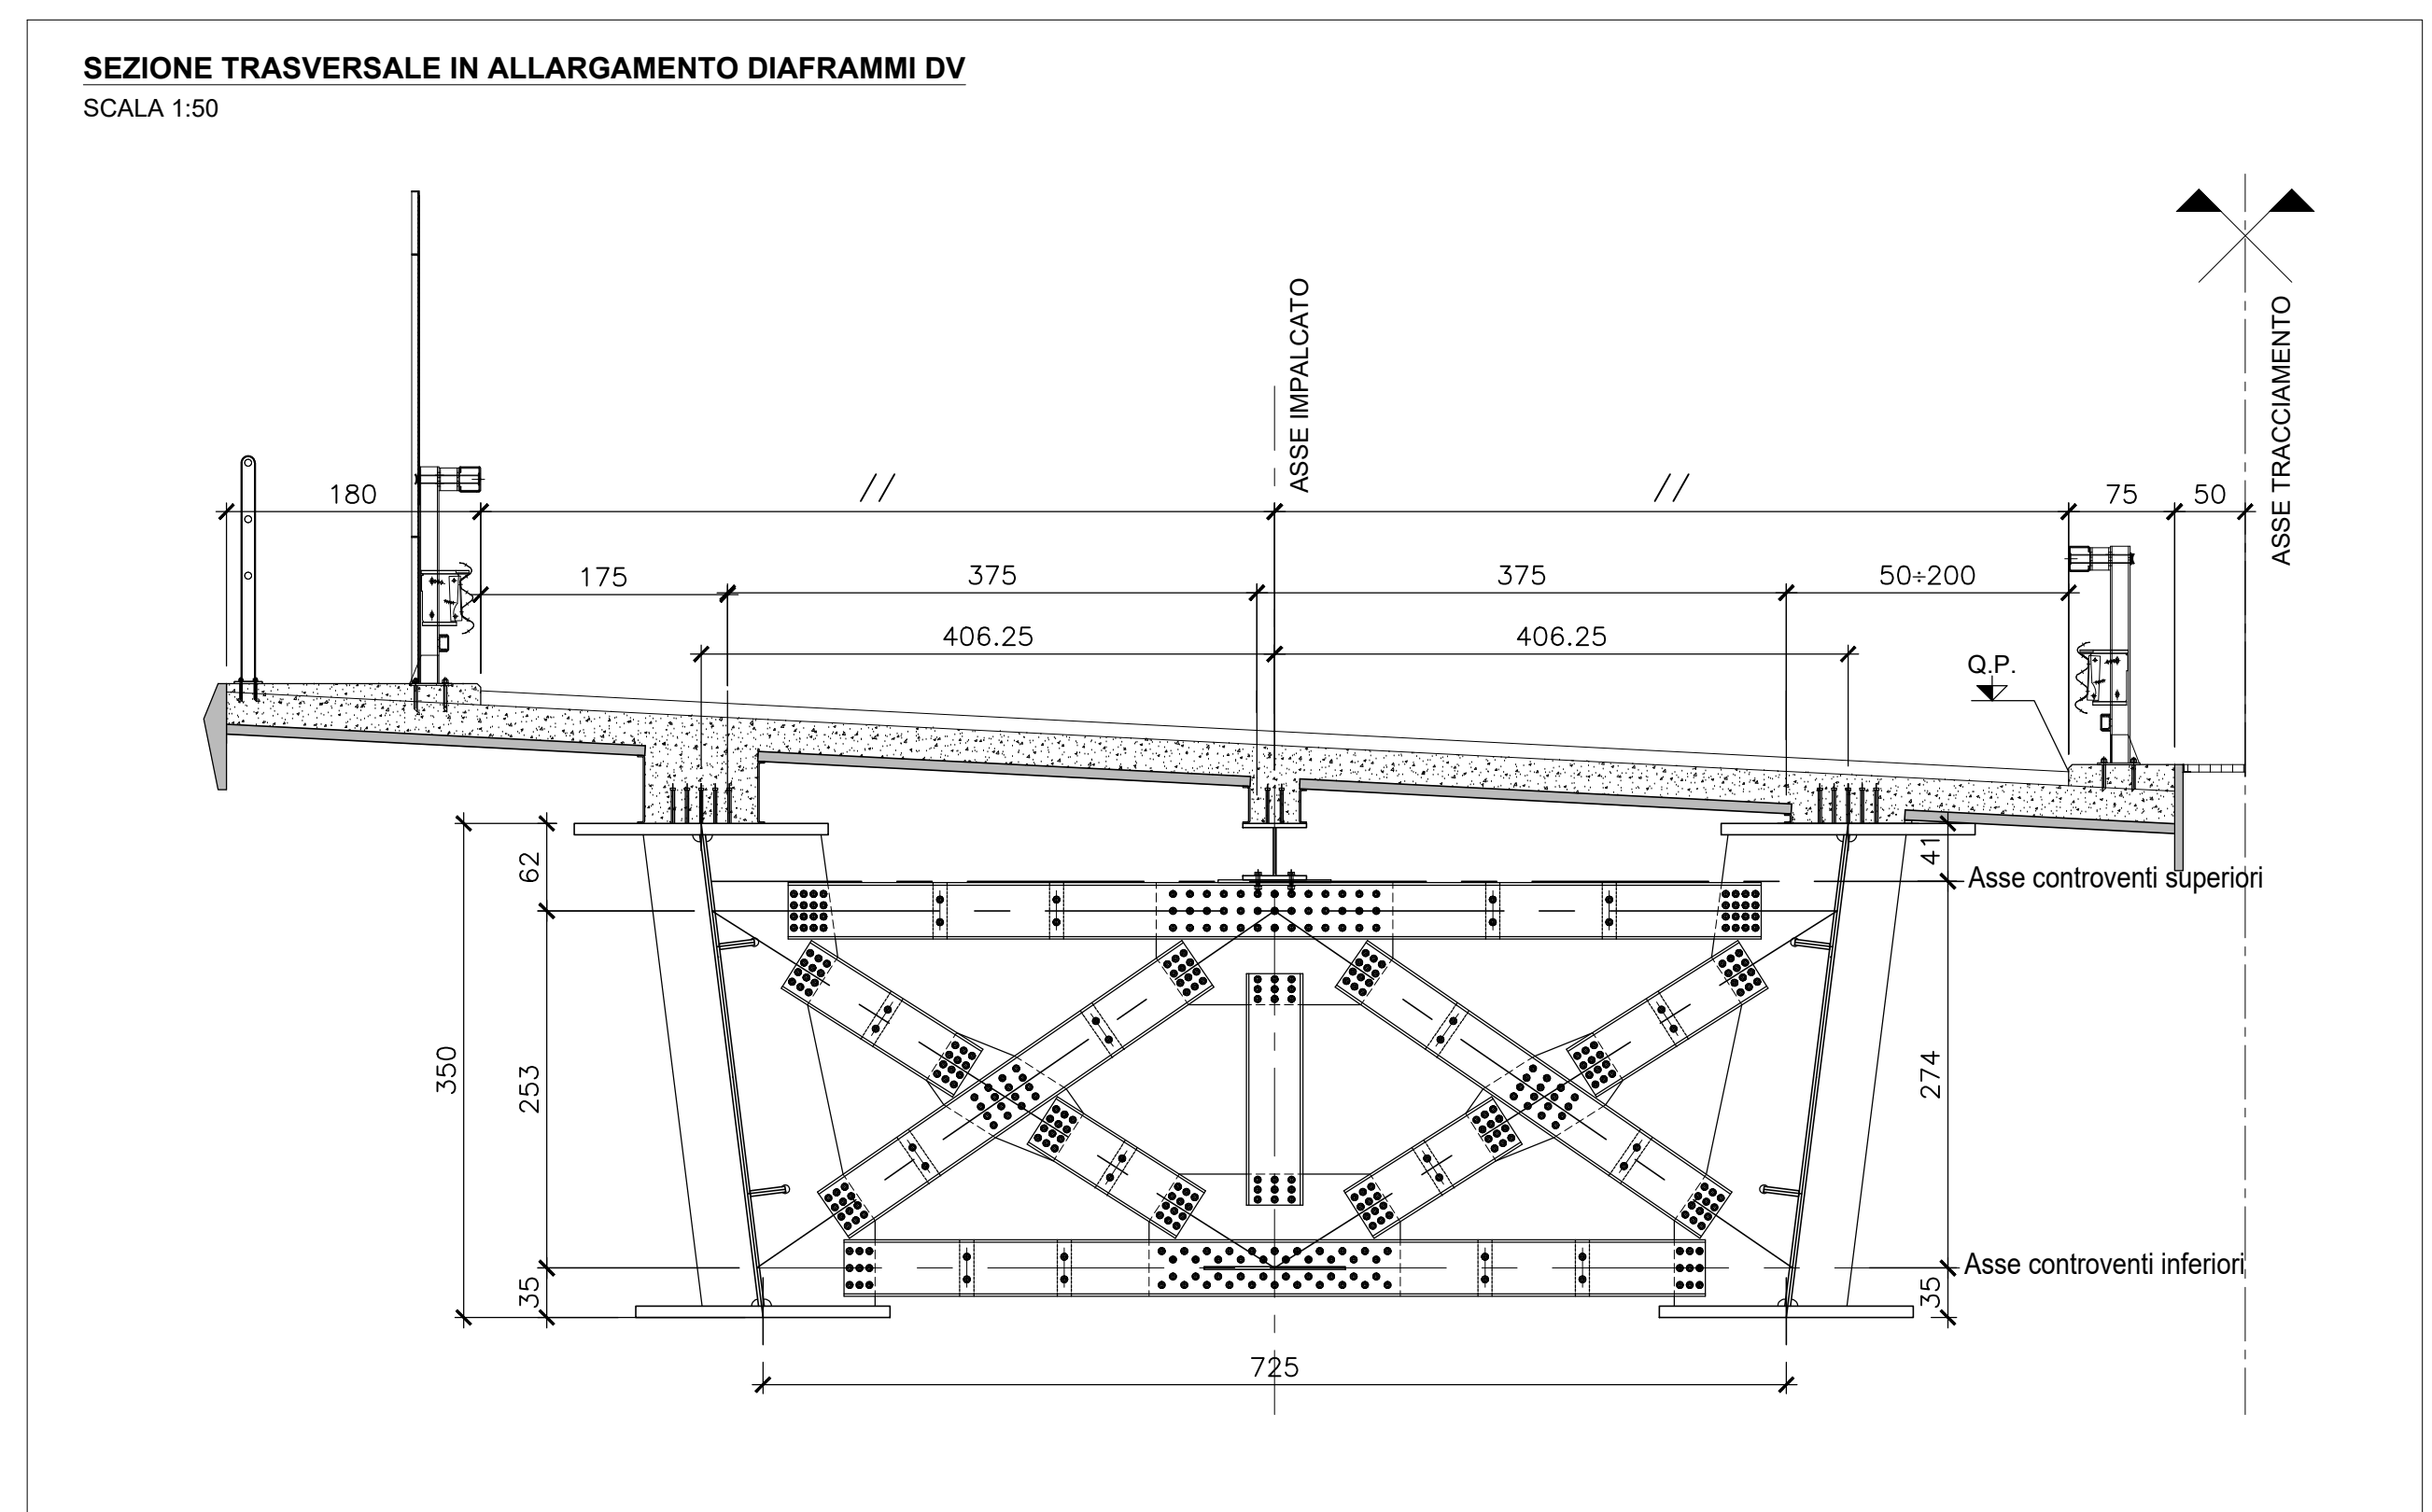 SEZIONE TRASVERSALE IN ALLARGAMENTO DIAFRAMMI DV
SCALA 1:50
ASSE IMPALCATO
ASSE TRACCIAMENTO
180
//
//
75
50
175
375
375
50÷200
406.25
406.25
Q.P.
62
41
Asse controventi superiori
350
253
274
35
Asse controventi inferiori
35
725